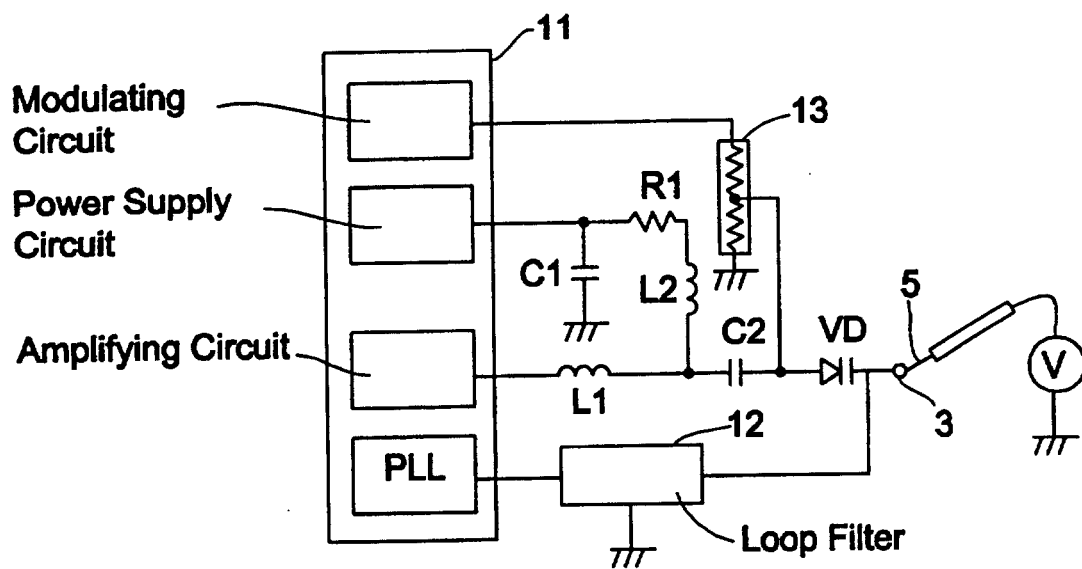 11
Modulating
Circuit
13
Power Supply
Circuit
R1
C1
L2
5
C2
VD
V
Amplifying Circuit
L1
3
12
PLL
Loop Filter